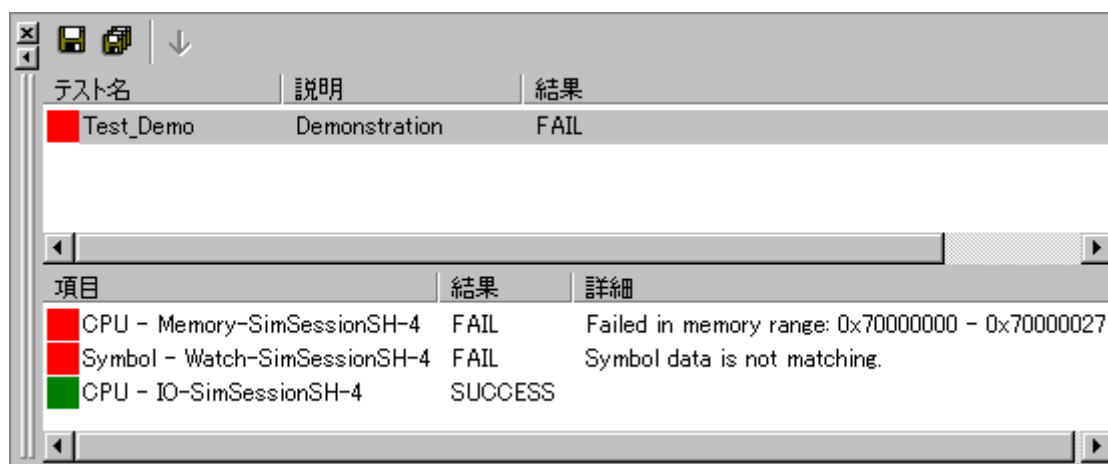 テスト名 説明 結果
Test_Demo Demonstration FAIL
項目 結果 詳細
CPU - Memory-SimSessionSH-4 FAIL Failed in memory range: 0x70000000 - 0x70000027
Symbol - Watch-SimSessionSH-4 FAIL Symbol data is not matching.
CPU - IO-SimSessionSH-4 SUCCESS